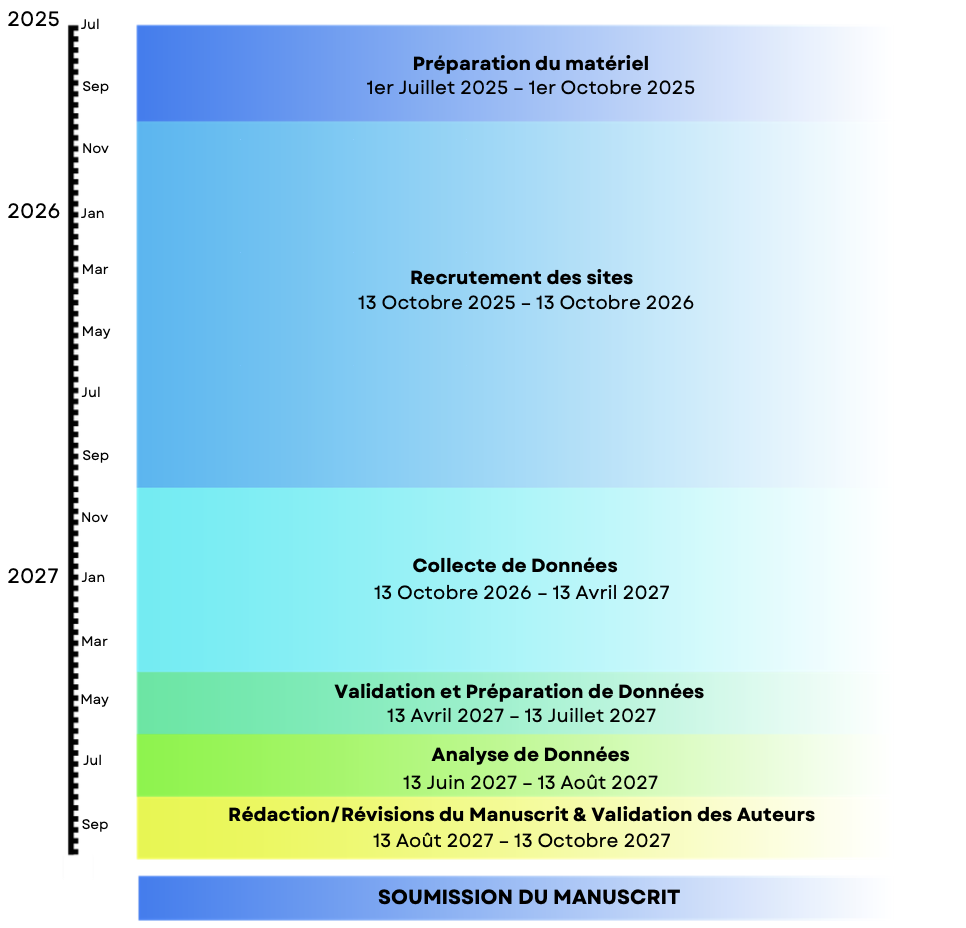 2025
Jul
Préparation du matériel
1er Juillet 2025 – 1er Octobre 2025
Sep
Nov
2026
Jan
Mar
Recrutement des sites
13 Octobre 2025 – 13 Octobre 2026
May
Jul
Sep
Nov
Collecte de Données
2027
Jan
13 Octobre 2026 – 13 Avril 2027
Mar
Validation et Préparation de Données
May
13 Avril 2027 – 13 Juillet 2027
Analyse de Données
Jul
13 Juin 2027 – 13 Août 2027
Rédaction/Révisions du Manuscrit & Validation des Auteurs
Sep
13 Août 2027 – 13 Octobre 2027
SOUMISSION DU MANUSCRIT